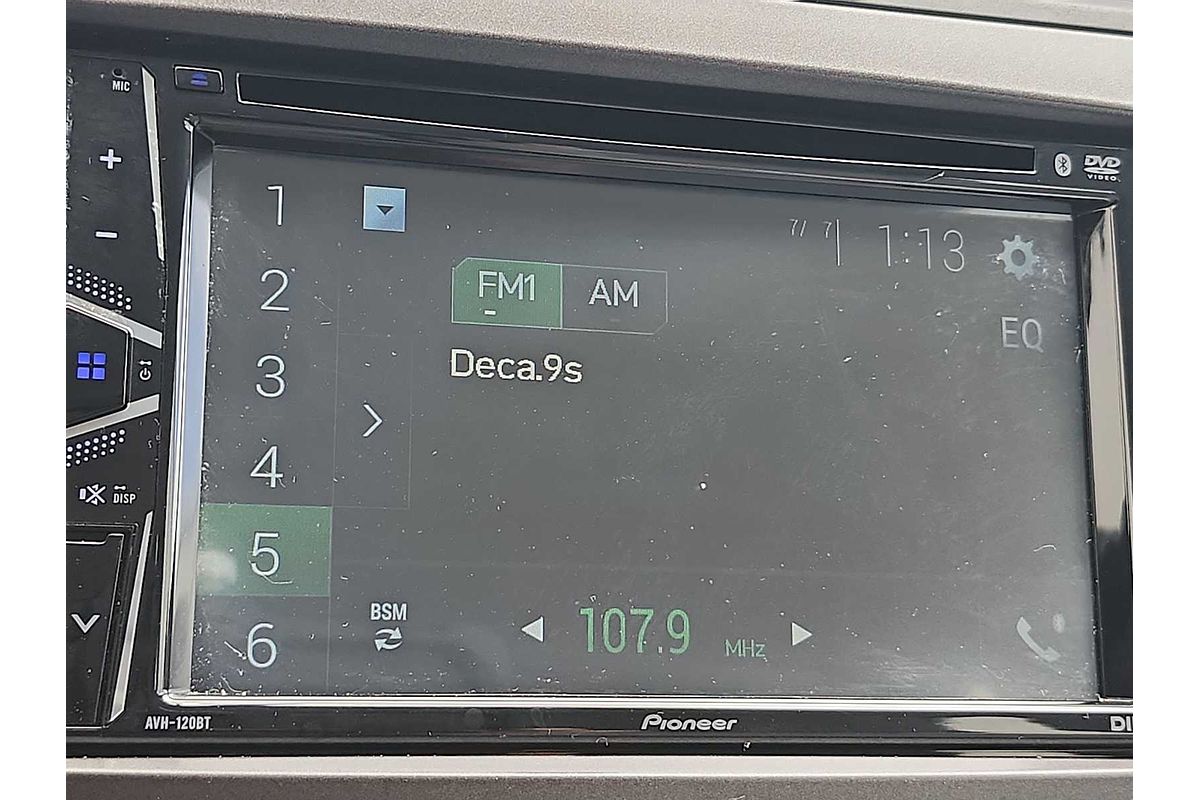 MIC
DVD
VIDEO
1
7/ 7
1:13
2
FM1
AM
EQ
3
Deca.9s
4
DISP
5
BSM
107.9 MHz
6
AVH-120BT
Pioneer